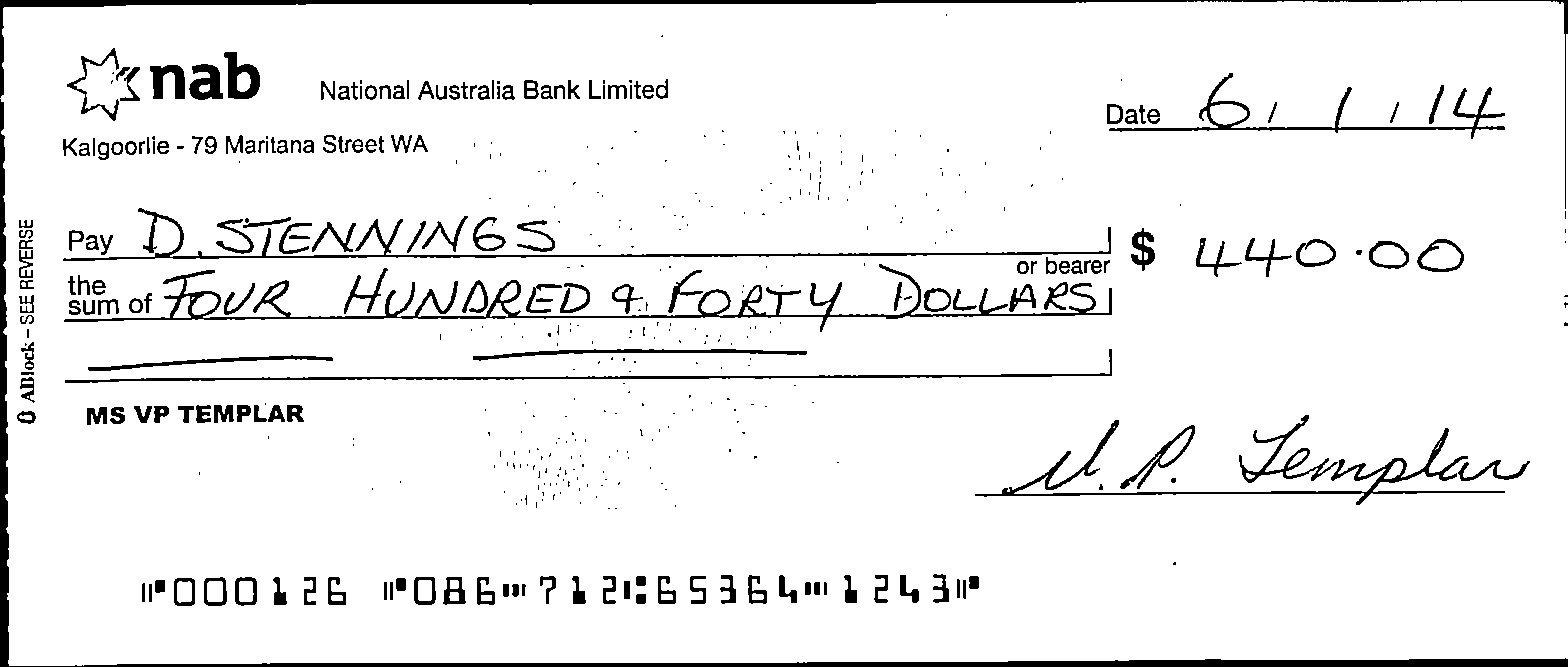 nab National Australia Bank Limited
Kalgoorlie - 79 Maritana Street WA
Date 6/1/14
Pay D. STENNINGS
or bearer
$ 440.00
the sum of FOUR HUNDRED & FORTY DOLLARS
MS VP TEMPLAR
V. P. Templar
ABlock – SEE REVERSE
⑈000126 ⑈086⑉712⑆65364⑉1243⑈